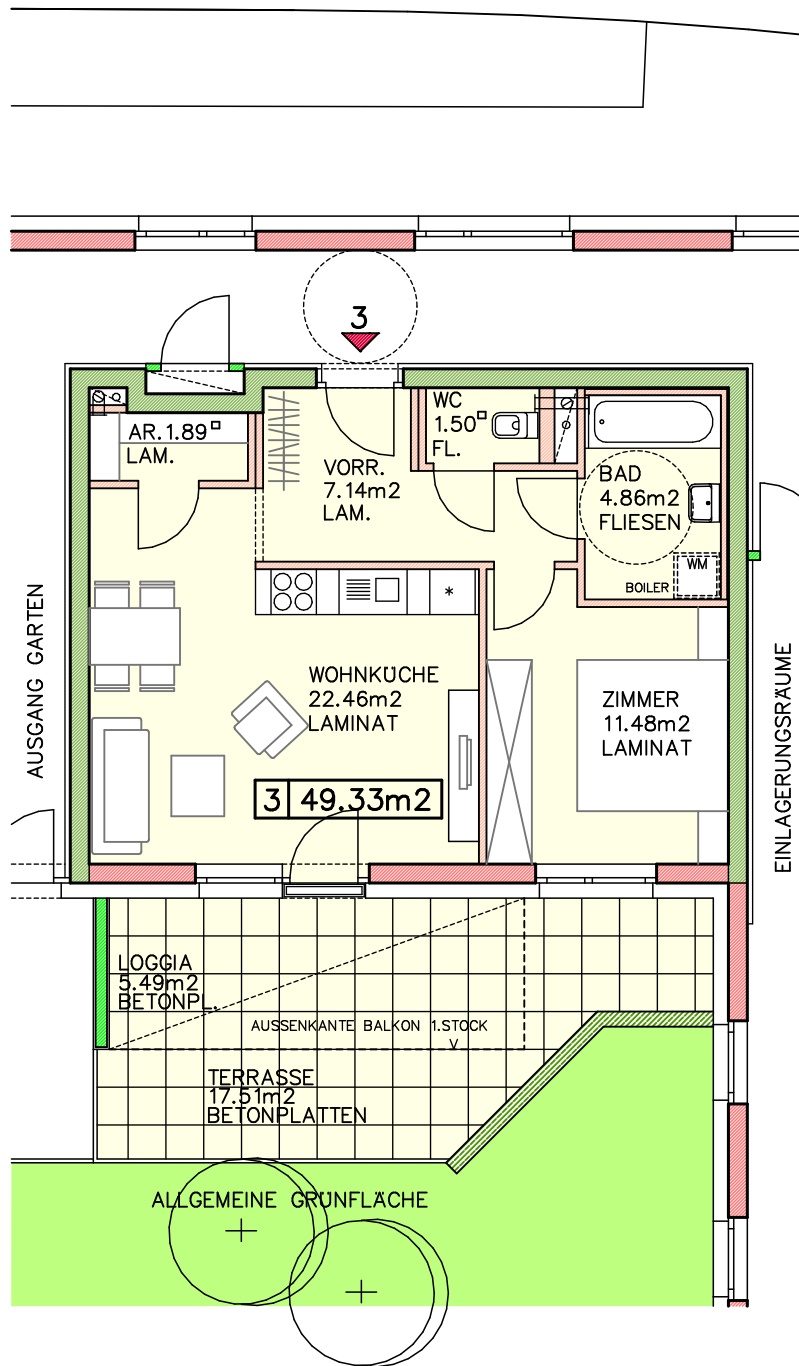 3
AR. 1.89
LAM.
VORR.
7.14m2
LAM.
WC
1.50
FL.
BAD
4.86m2
FLIESEN
WM
BOILER
*
AUSGANG GARTEN
WOHNKÜCHE
22.46m2
LAMINAT
ZIMMER
11.48m2
LAMINAT
EINLAGERUNGSRÄUME
3 49.33m2
LOGGIA
5.49m2
BETONPL.
AUSSENKANTE BALKON 1.STOCK
V
TERRASSE
17.51m2
BETONPLATTEN
ALLGEMEINE GRÜNFLÄCHE